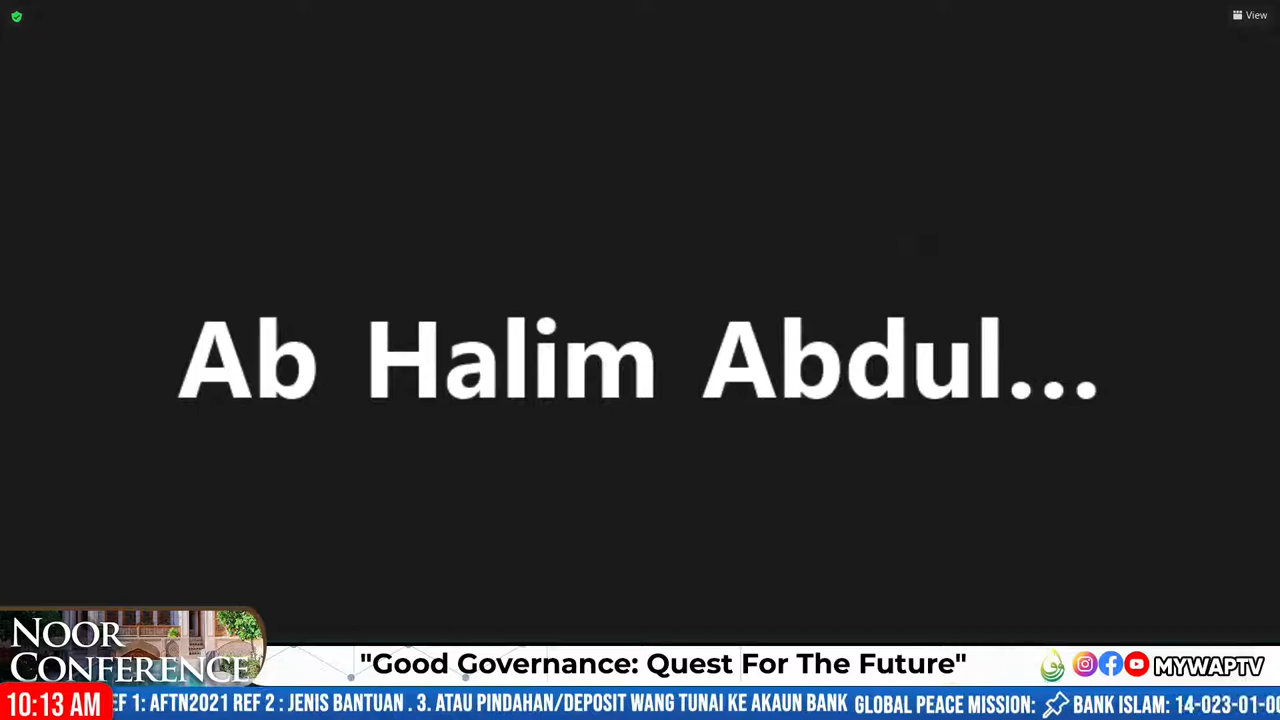 View
Ab Halim Abdul...
NOOR
CONFERENCE
"Good Governance: Quest For The Future"
MYWAPTV
10:13 AM
EF 1: AFTN2021 REF 2 : JENIS BANTUAN . 3. ATAU PINDAHAN/DEPOSIT WANG TUNAI KE AKAUN BANK GLOBAL PEACE MISSION: BANK ISLAM: 14-023-01-00